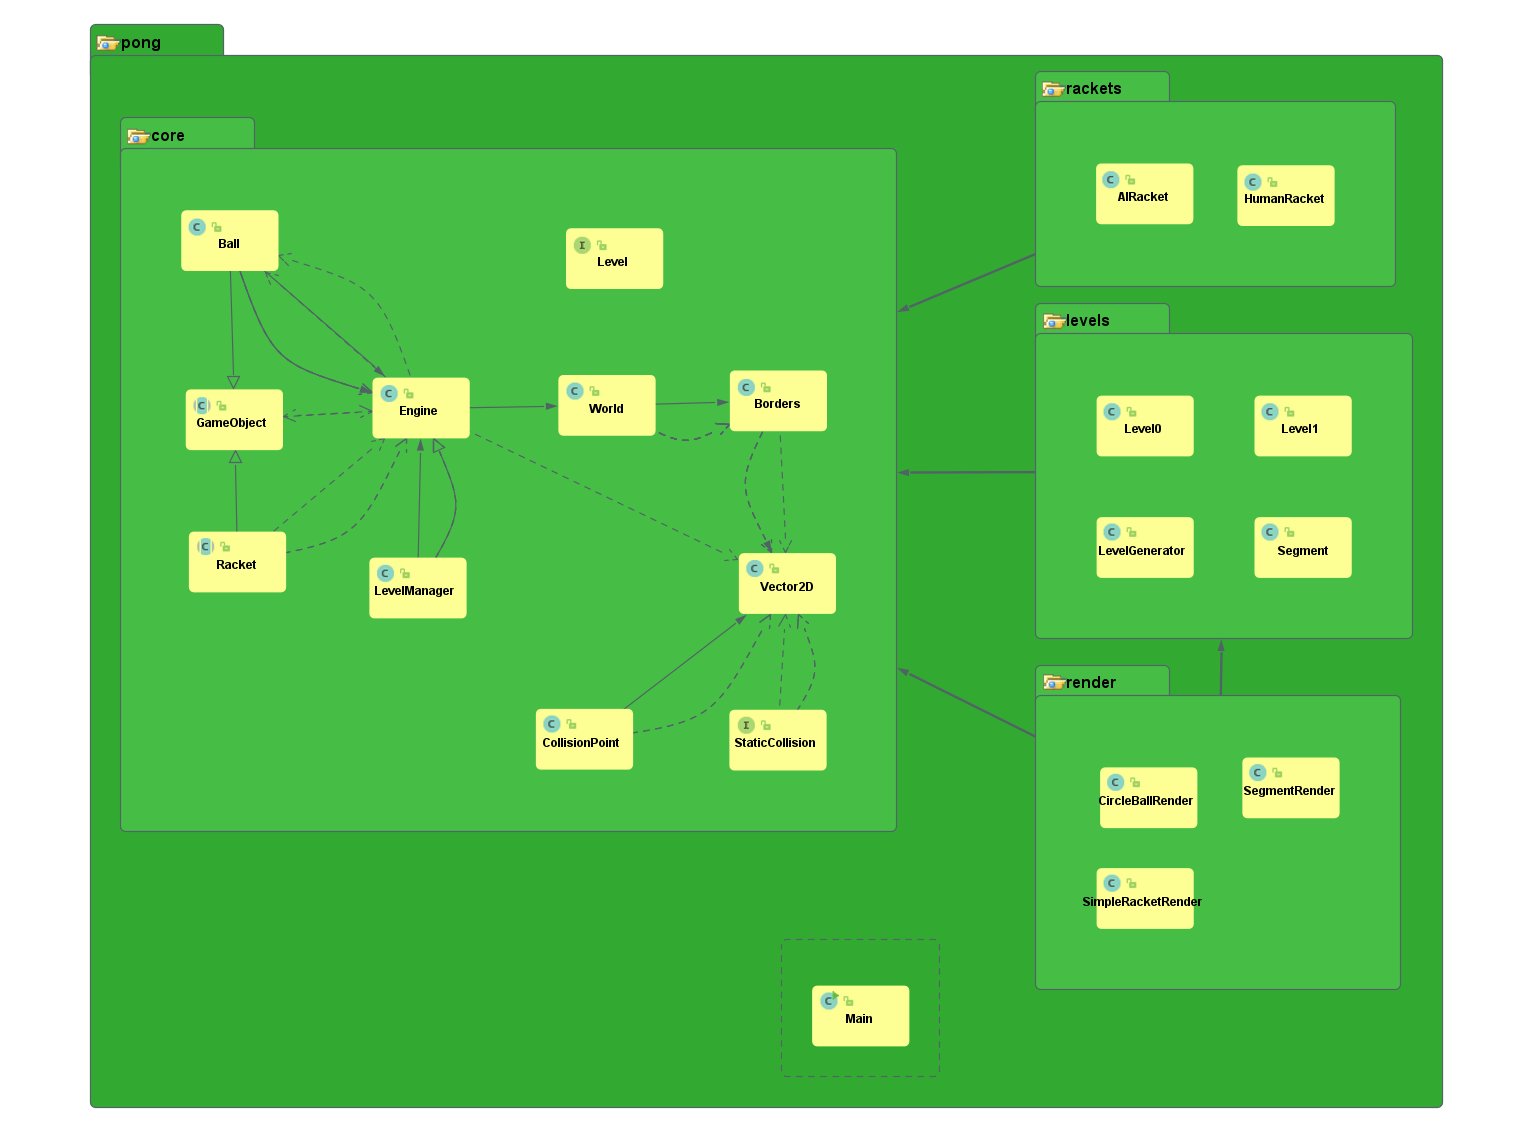 pong
core
Ball
Level
GameObject
Engine
World
Borders
Racket
LevelManager
Vector2D
CollisionPoint
StaticCollision
rackets
AIRacket
HumanRacket
levels
Level0
Level1
LevelGenerator
Segment
render
CircleBallRender
SegmentRender
SimpleRacketRender
Main